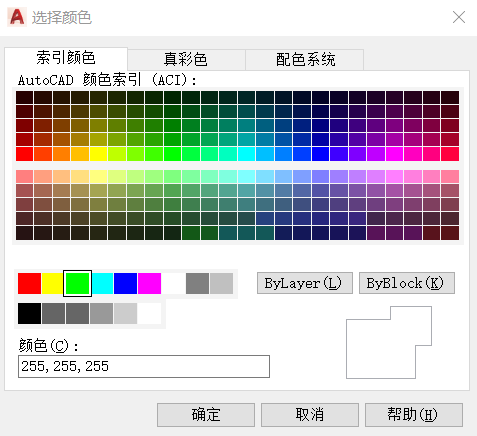 选择颜色
索引颜色 真彩色 配色系统
AutoCAD 颜色索引 (ACI):
ByLayer(L) ByBlock(K)
颜色(C):
255,255,255
确定 取消 帮助(H)